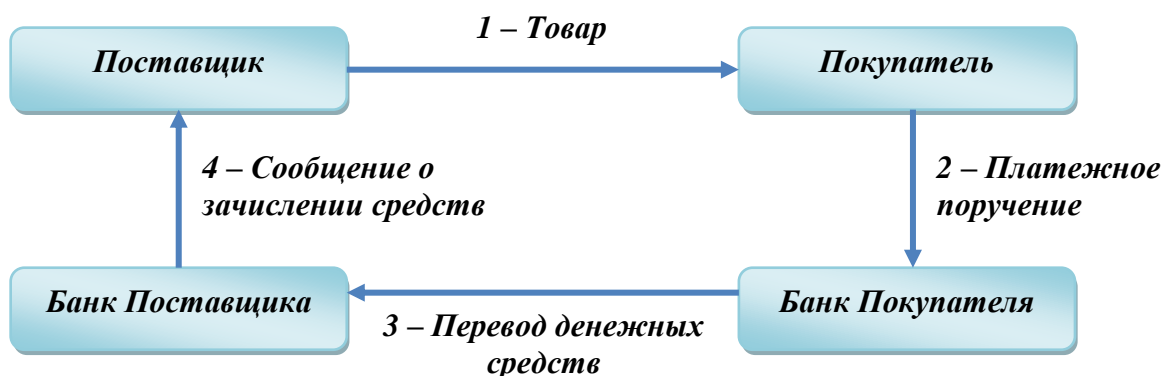 1 – Товар
Поставщик
Покупатель
4 – Сообщение о
зачислении средств
2 – Платежное
поручение
Банк Поставщика
Банк Покупателя
3 – Перевод денежных
средств